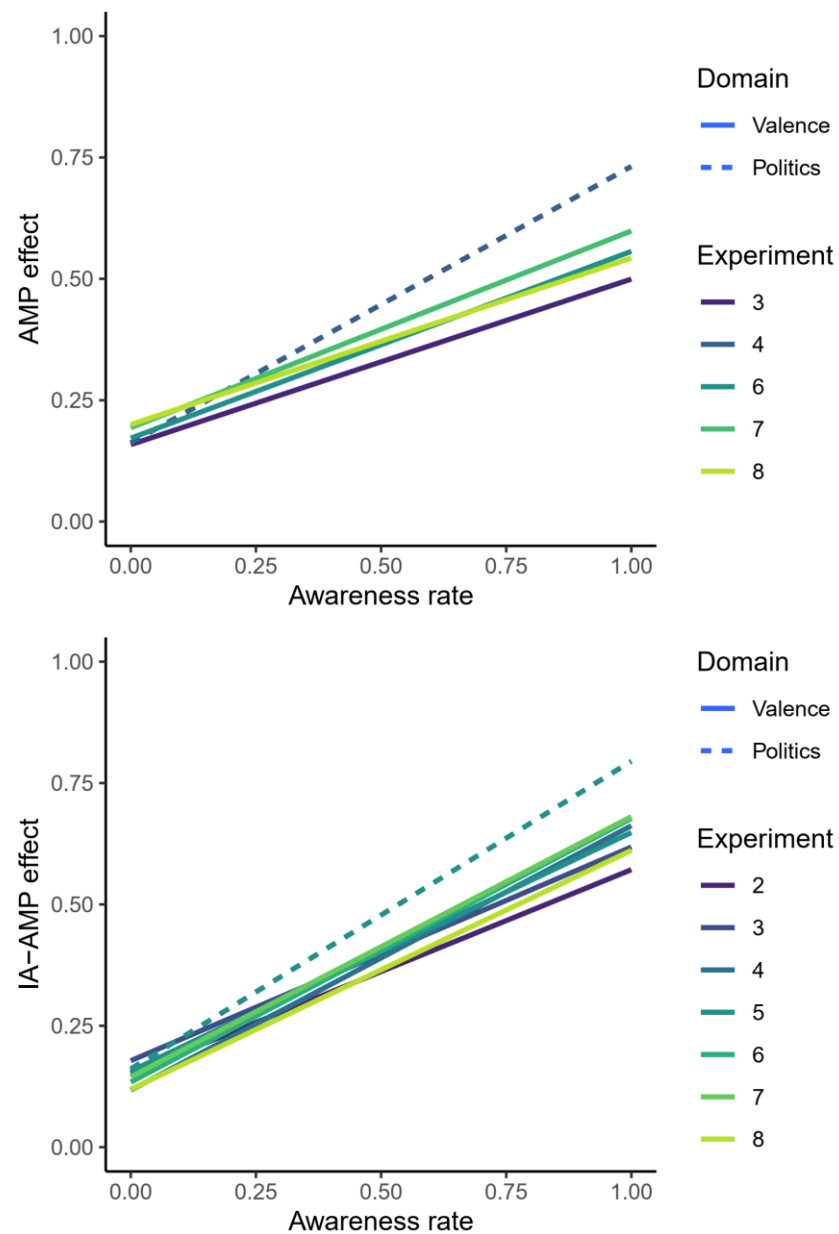 1.00
0.75
0.50
0.25
0.00
AMP effect
0.00 0.25 0.50 0.75 1.00
Awareness rate
Domain
Valence
Politics
Experiment
3
4
6
7
8
1.00
0.75
0.50
0.25
0.00
IA−AMP effect
0.00 0.25 0.50 0.75 1.00
Awareness rate
Domain
Valence
Politics
Experiment
2
3
4
5
6
7
8